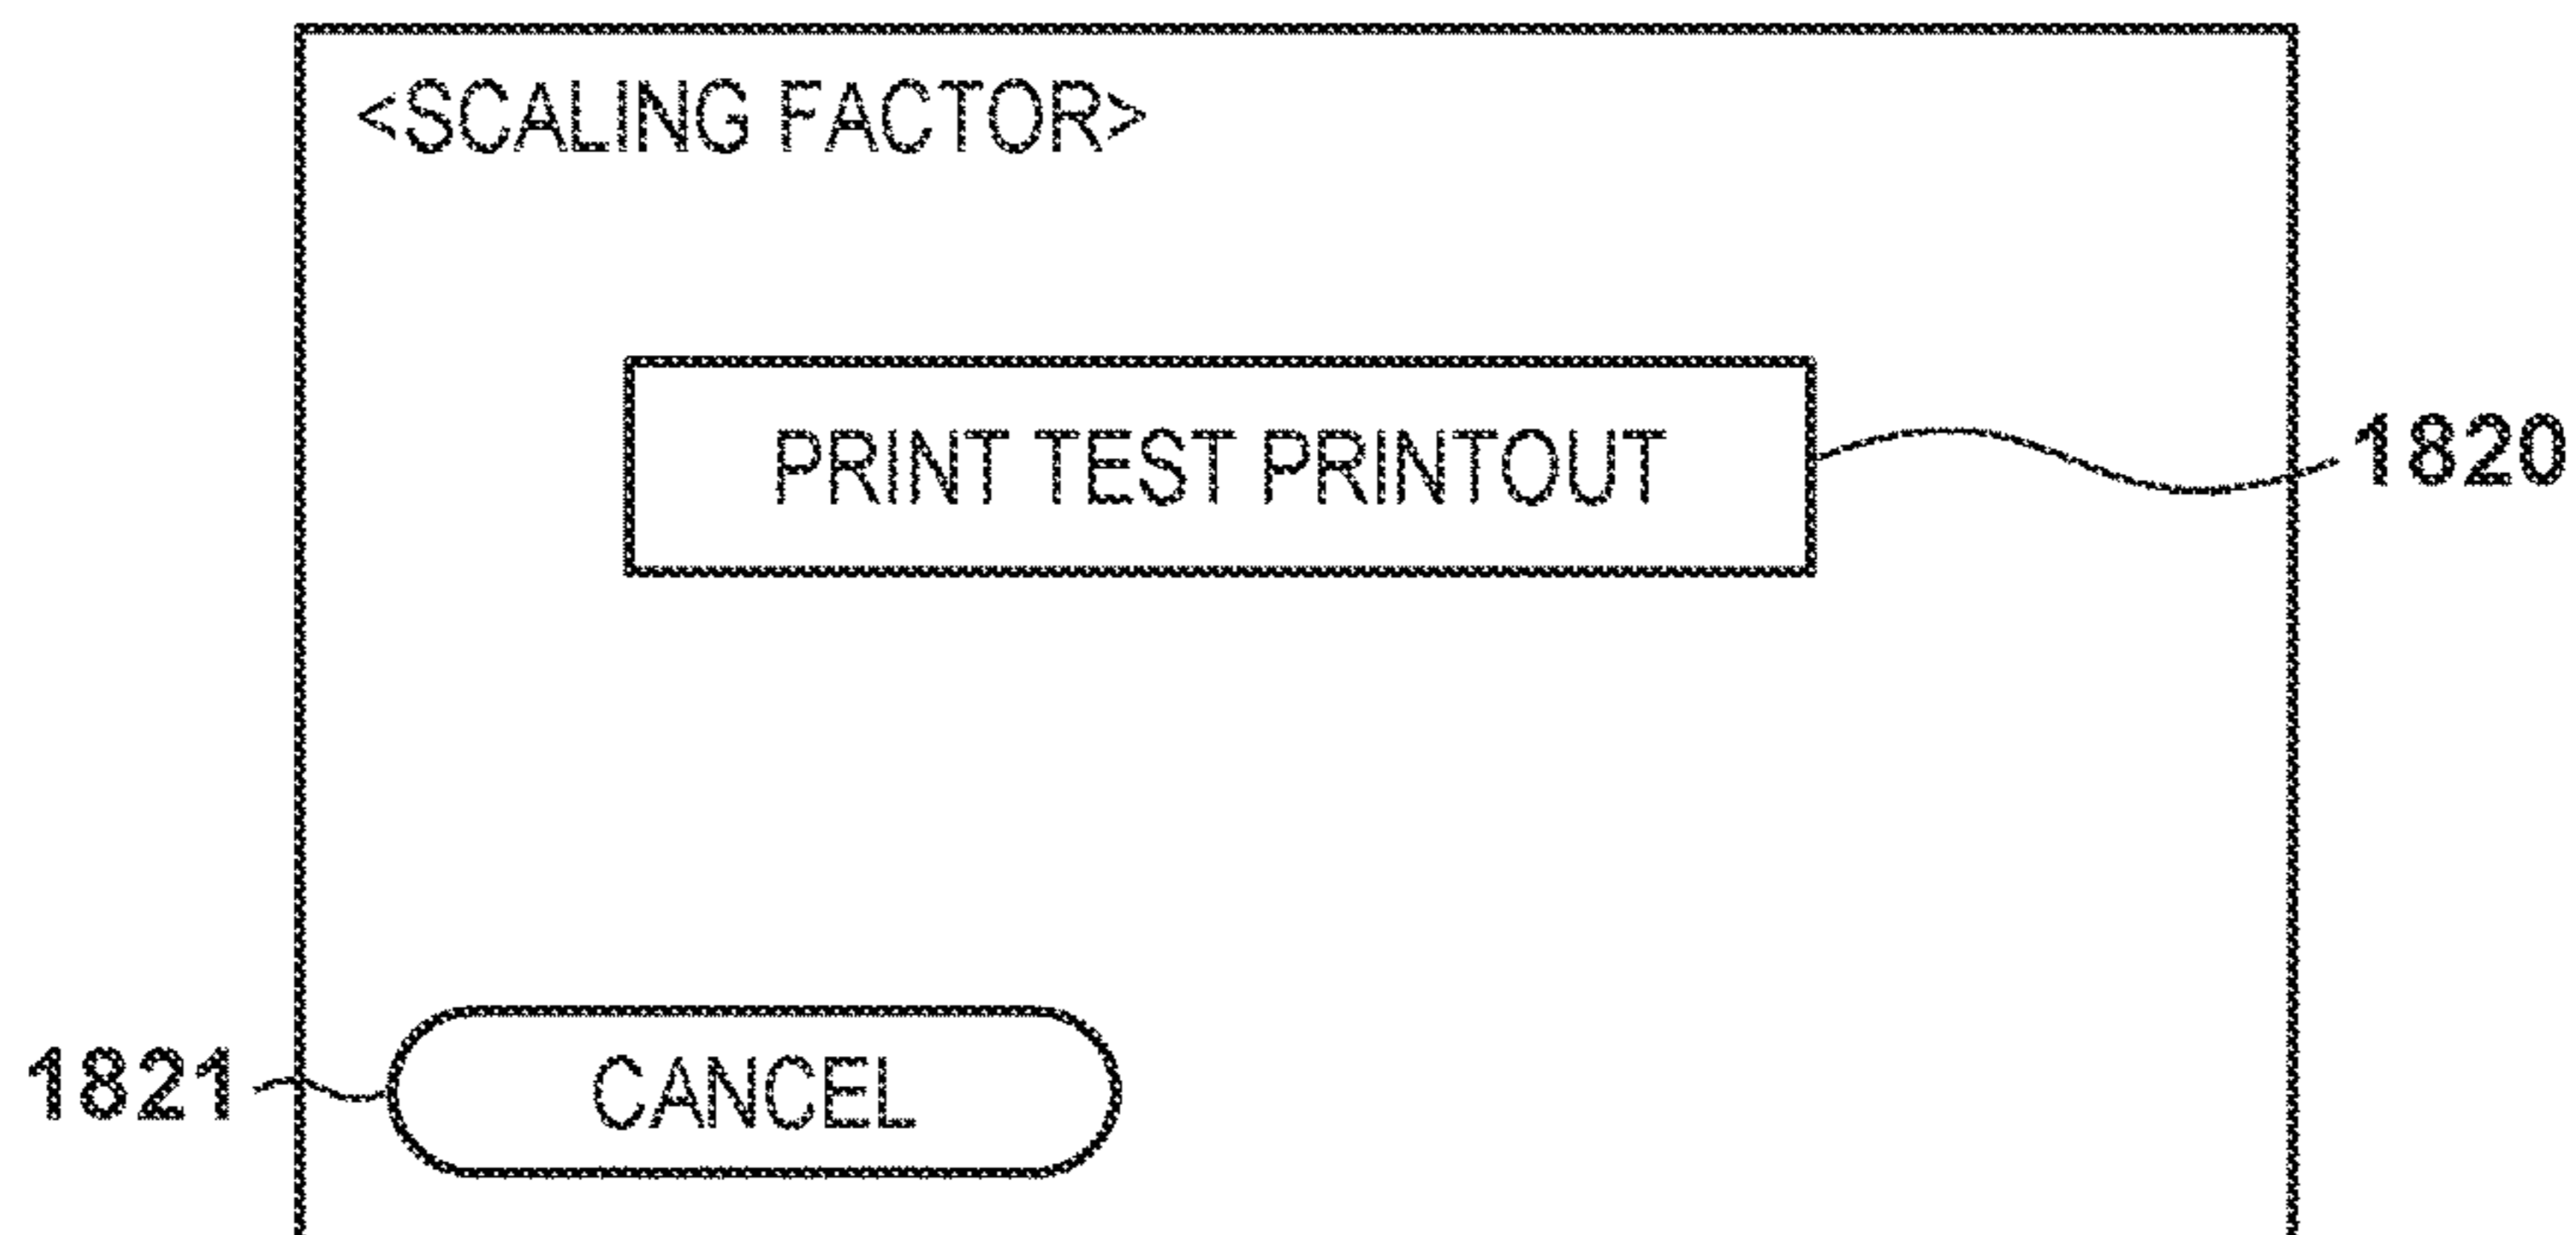 <SCALING FACTOR>
PRINT TEST PRINTOUT
1820
1821
CANCEL